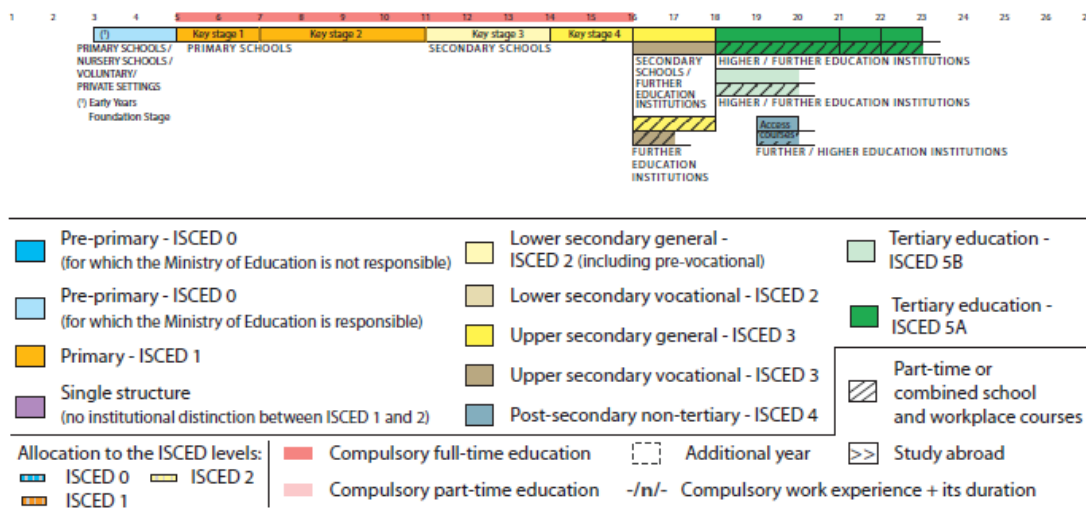 1 2 3 4 5 6 7 8 9 10 11 12 13 14 15 16 17 18 19 20 21 22 23 24 25 26
(¹) Key stage 1 Key stage 2 Key stage 3 Key stage 4
PRIMARY SCHOOLS /
NURSERY SCHOOLS /
VOLUNTARY/
PRIVATE SETTINGS
(¹) Early Years
Foundation Stage
PRIMARY SCHOOLS
SECONDARY SCHOOLS
SECONDARY
SCHOOLS /
FURTHER
EDUCATION
INSTITUTIONS
HIGHER / FURTHER EDUCATION INSTITUTIONS
HIGHER / FURTHER EDUCATION INSTITUTIONS
Access
courses
FURTHER
EDUCATION
INSTITUTIONS
FURTHER / HIGHER EDUCATION INSTITUTIONS
Pre-primary - ISCED 0
(for which the Ministry of Education is not responsible)
Pre-primary - ISCED 0
(for which the Ministry of Education is responsible)
Primary - ISCED 1
Single structure
(no institutional distinction between ISCED 1 and 2)
Lower secondary general -
ISCED 2 (including pre-vocational)
Lower secondary vocational - ISCED 2
Upper secondary general - ISCED 3
Upper secondary vocational - ISCED 3
Post-secondary non-tertiary - ISCED 4
Tertiary education -
ISCED 5B
Tertiary education -
ISCED 5A
Part-time or
combined school
and workplace courses
Allocation to the ISCED levels:
ISCED 0 ISCED 2
ISCED 1
Compulsory full-time education
Compulsory part-time education
Additional year
-/n/- Compulsory work experience + its duration
>> Study abroad